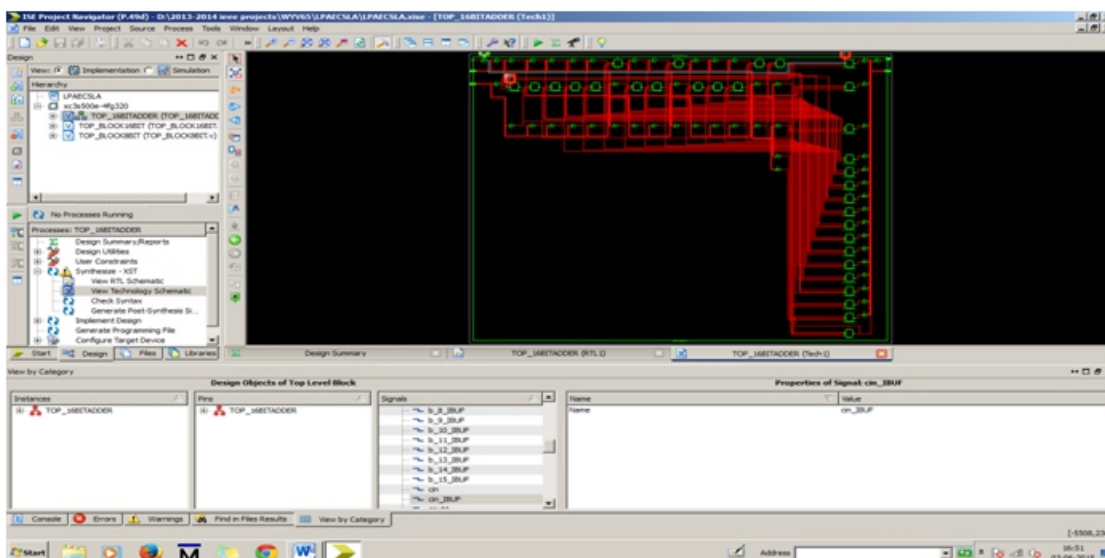 ISE Project Navigator (P.49d) - D:\2013-2014 ieee projects\WYV65\LPAECSLA\LPAECSLA.xise - [TOP_16BITADDER (Tech1)]
File Edit View Project Source Process Tools Window Layout Help
Design
View: Implementation Simulation
Hierarchy
LPAECSLA
xc3s500e-4fg320
TOP_16BITADDER (TOP_16BITADD
TOP_BLOCK16BIT (TOP_BLOCK16BIT.
TOP_BLOCK8BIT (TOP_BLOCK8BIT.v)
No Processes Running
Processes: TOP_16BITADDER
Design Summary/Reports
Design Utilities
User Constraints
Synthesize - XST
View RTL Schematic
View Technology Schematic
Check Syntax
Generate Post-Synthesis Si...
Implement Design
Generate Programming File
Configure Target Device
Start Design Files Libraries
Design Summary TOP_16BITADDER (RTL1) TOP_16BITADDER (Tech1)
View by Category
Design Objects of Top Level Block Properties of Signal: cin_IBUF
Instances Pins Signals Name Value
TOP_16BITADDER TOP_16BITADDER Name cin_IBUF
b_8_IBUF
b_9_IBUF
b_10_IBUF
b_11_IBUF
b_12_IBUF
b_13_IBUF
b_14_IBUF
b_15_IBUF
cin
cin_IBUF
Console Errors Warnings Find in Files Results View by Category
[-5508,23
Start Address 16:51
02-06-2015